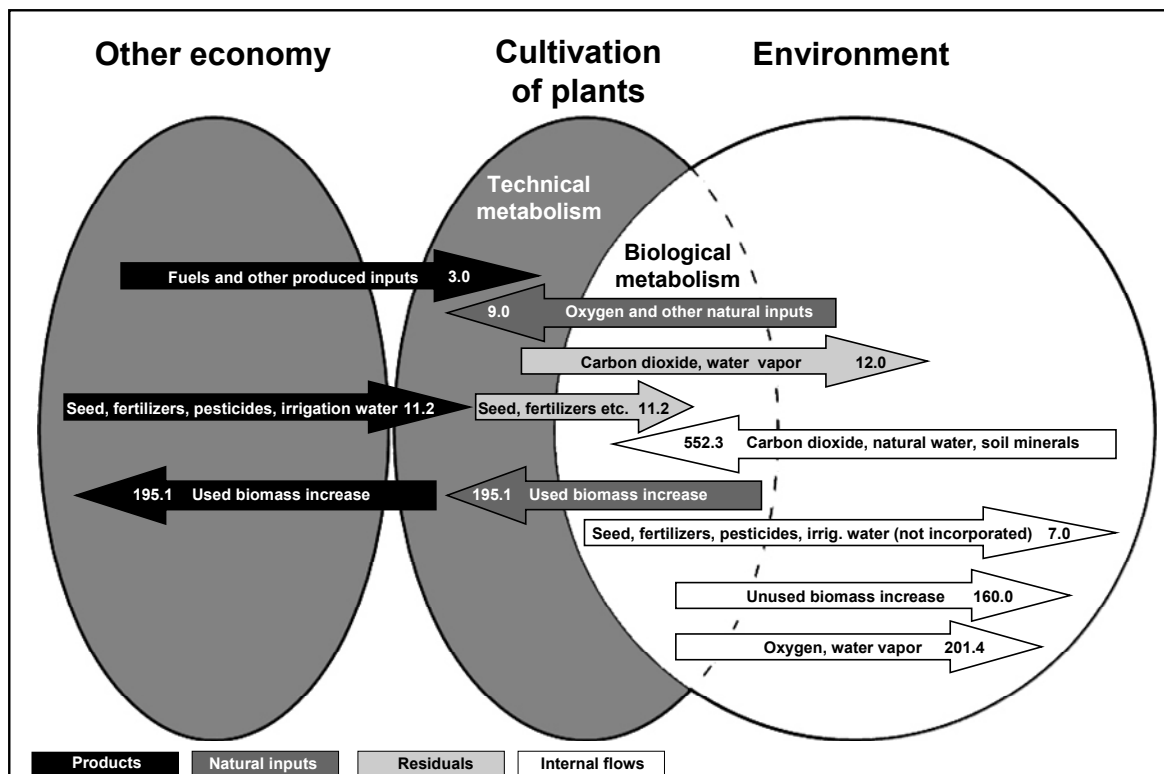 Other economy
Cultivation
of plants
Environment
Technical
metabolism
Biological
metabolism
Fuels and other produced inputs 3.0
9.0 Oxygen and other natural inputs
Carbon dioxide, water vapor 12.0
Seed, fertilizers, pesticides, irrigation water 11.2
Seed, fertilizers etc. 11.2
552.3 Carbon dioxide, natural water, soil minerals
195.1 Used biomass increase
195.1 Used biomass increase
Seed, fertilizers, pesticides, irrig. water (not incorporated) 7.0
Unused biomass increase 160.0
Oxygen, water vapor 201.4
Products
Natural inputs
Residuals
Internal flows